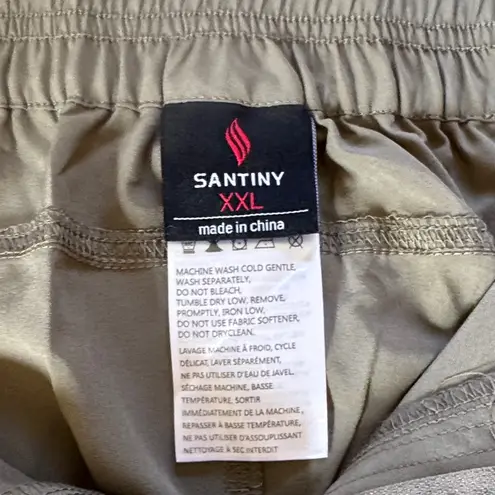 SANTINY
XXL
made in china
MACHINE WASH COLD GENTLE,
WASH SEPARATELY,
DO NOT BLEACH,
TUMBLE DRY LOW, REMOVE,
PROMPTLY, IRON LOW,
DO NOT USE FABRIC SOFTENER,
DO NOT DRYCLEAN.
LAVAGE MACHINE À FROID, CYCLE
DÉLICAT, LAVER SÉPARÉMENT,
NE PAS UTILISER D'EAU DE JAVEL.
SÉCHAGE MACHINE, BASSE
TEMPÉRATURE, SORTIR
IMMÉDIATEMENT DE LA MACHINE,
REPASSER À BASSE TEMPÉRATURE,
NE PAS UTILISER D'ASSOUPLISSANT
NETTOYAGE À SEC INTERDIT